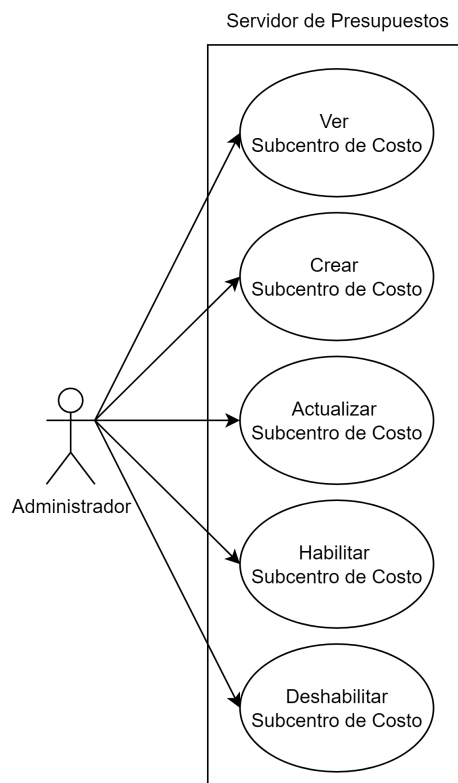 Servidor de Presupuestos
Ver
Subcentro de Costo
Crear
Subcentro de Costo
Actualizar
Subcentro de Costo
Habilitar
Subcentro de Costo
Administrador
Deshabilitar
Subcentro de Costo